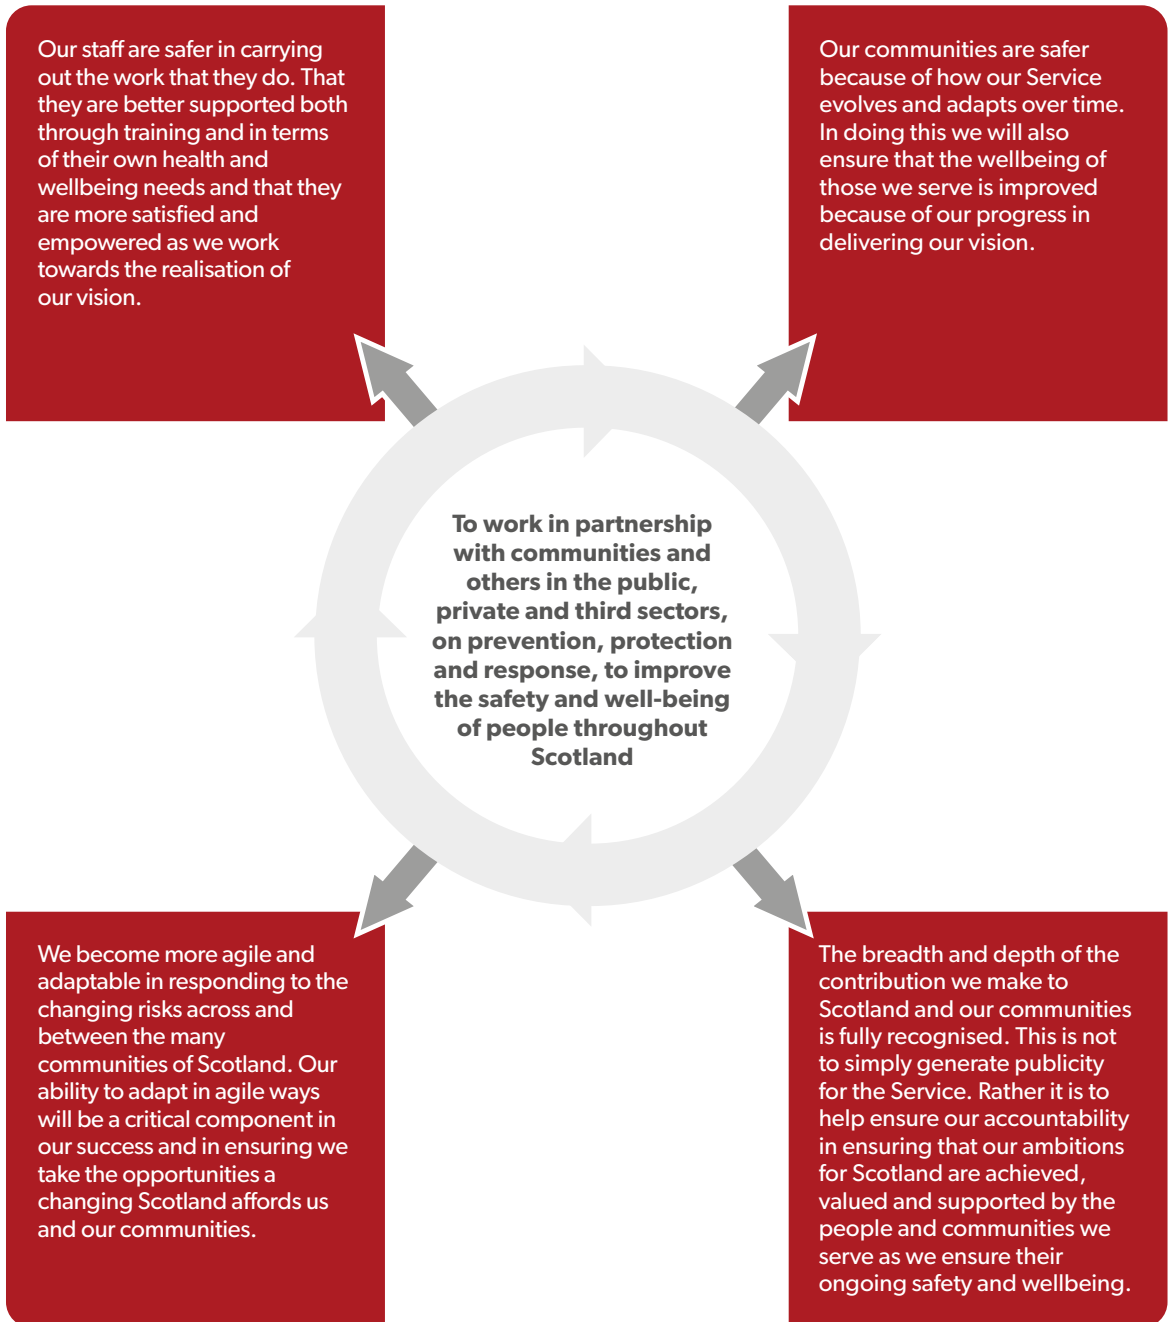 Our staff are safer in carrying
out the work that they do. That
they are better supported both
through training and in terms
of their own health and
wellbeing needs and that they
are more satisfied and
empowered as we work
towards the realisation of
our vision.
Our communities are safer
because of how our Service
evolves and adapts over time.
In doing this we will also
ensure that the wellbeing of
those we serve is improved
because of our progress in
delivering our vision.
To work in partnership
with communities and
others in the public,
private and third sectors,
on prevention, protection
and response, to improve
the safety and well-being
of people throughout
Scotland
We become more agile and
adaptable in responding to the
changing risks across and
between the many
communities of Scotland. Our
ability to adapt in agile ways
will be a critical component in
our success and in ensuring we
take the opportunities a
changing Scotland affords us
and our communities.
The breadth and depth of the
contribution we make to
Scotland and our communities
is fully recognised. This is not
to simply generate publicity
for the Service. Rather it is to
help ensure our accountability
in ensuring that our ambitions
for Scotland are achieved,
valued and supported by the
people and communities we
serve as we ensure their
ongoing safety and wellbeing.